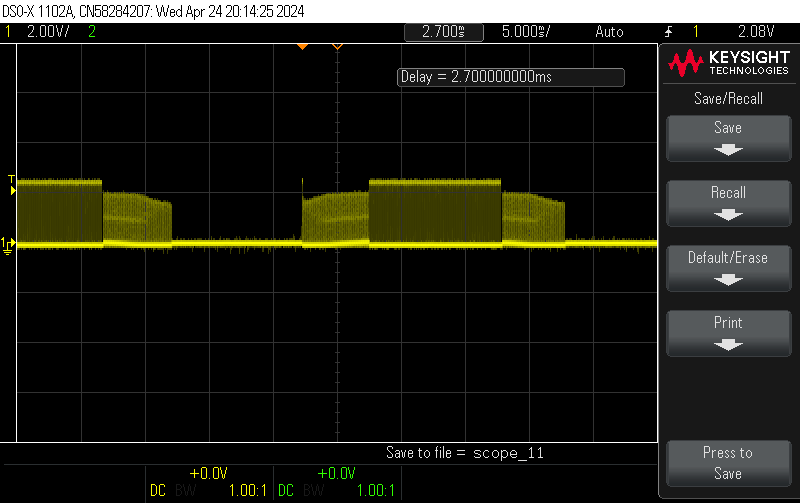 DSO-X 1102A, CN58284207: Wed Apr 24 20:14:25 2024
1 2.00V/ 2 2.700ms 5.000s/ Auto 1 2.08V
KEYSIGHT
TECHNOLOGIES
Delay = 2.700000000ms
Save/Recall
Save
Recall
T
1
Default/Erase
Print
Save to file = scope_11
Press to
Save
+0.0V +0.0V
DC BW 1.00:1 DC BW 1.00:1